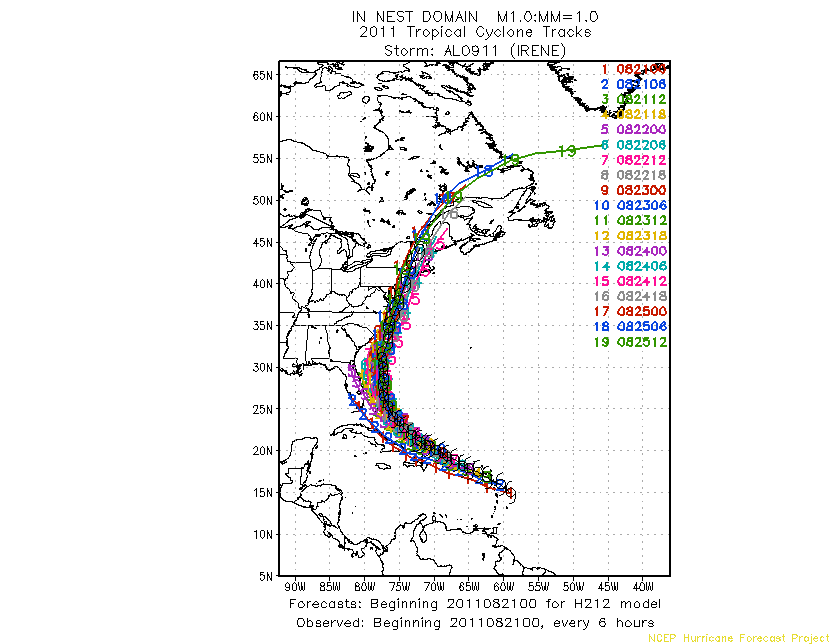 IN NEST DOMAIN M1.0:MM=1.0
2011 Tropical Cyclone Tracks
Storm: AL0911 (IRENE)
65N
60N
55N
50N
45N
40N
35N
30N
25N
20N
15N
10N
5N
1 082100
2 082106
3 082112
4 082118
5 082200
6 082206
7 082212
8 082218
9 082300
10 082306
11 082312
12 082318
13 082400
14 082406
15 082412
16 082418
17 082500
18 082506
19 082512
90W 85W 80W 75W 70W 65W 60W 55W 50W 45W 40W
Forecasts: Beginning 2011082100 for H212 model
Observed: Beginning 2011082100, every 6 hours
NCEP Hurricane Forecast Project